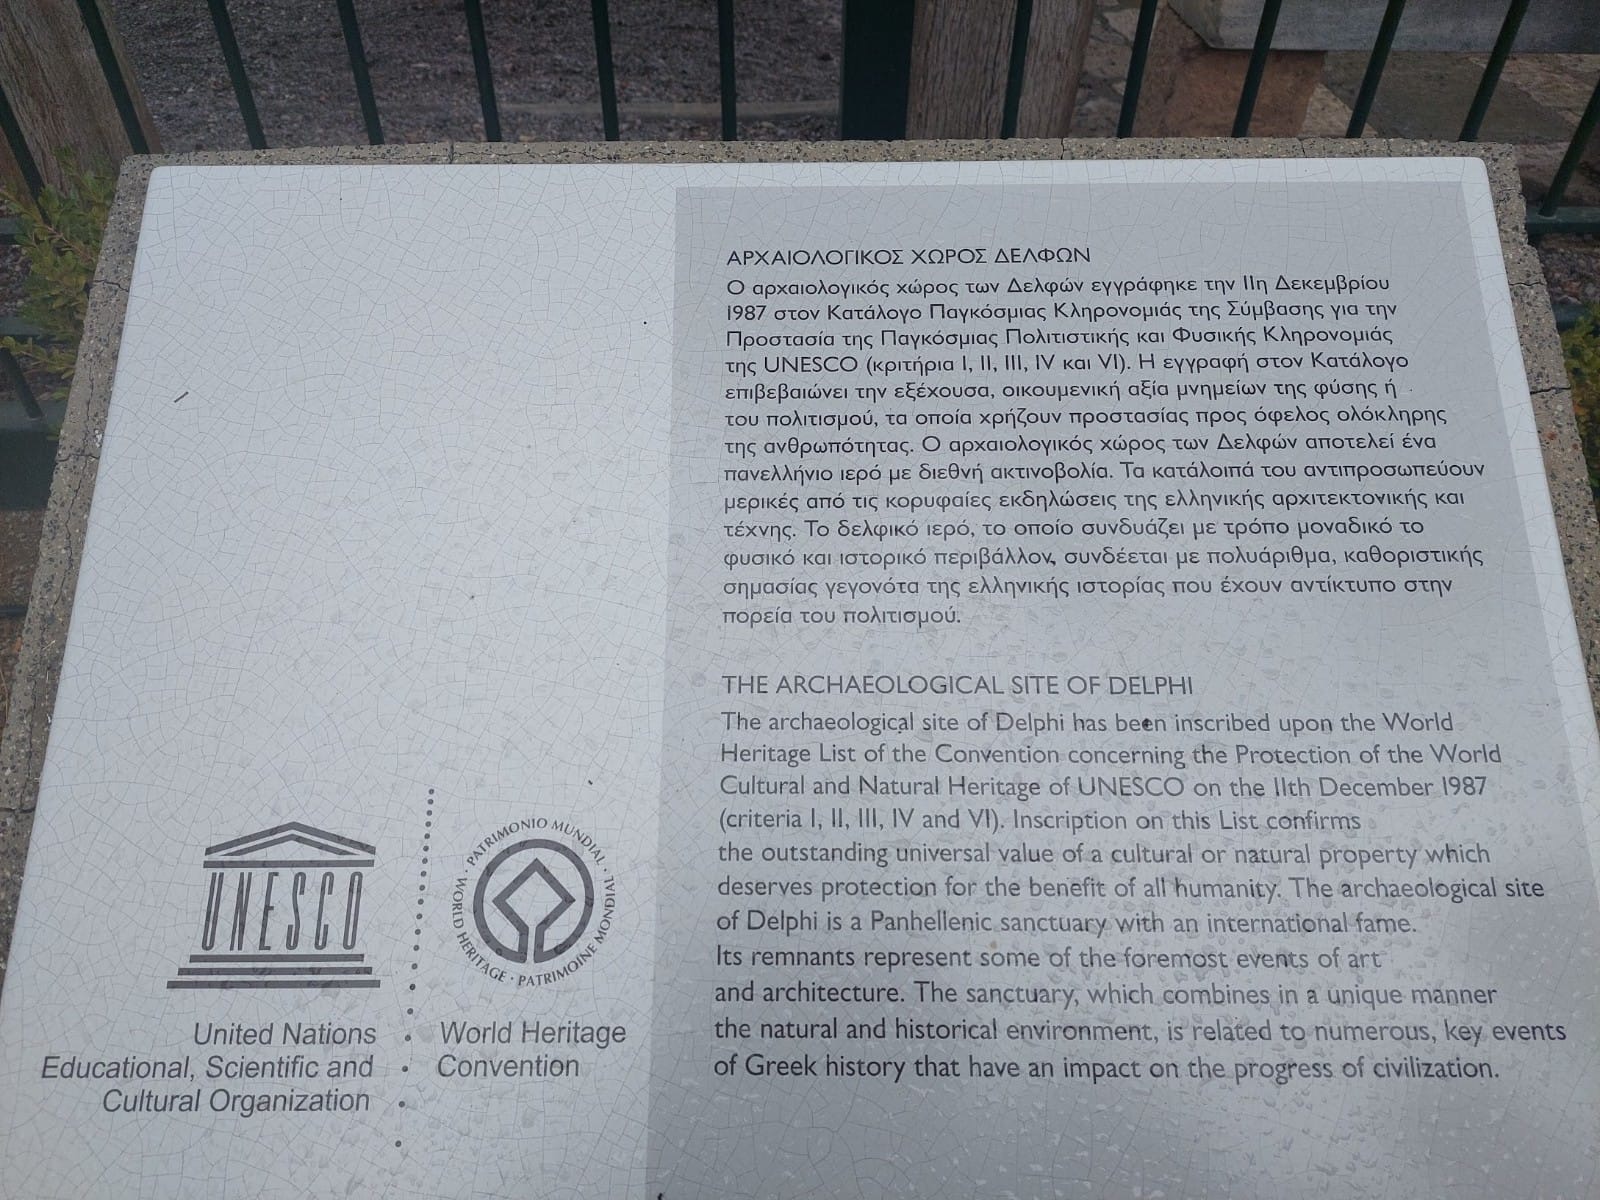 ΑΡΧΑΙΟΛΟΓΙΚΟΣ ΧΩΡΟΣ ΔΕΛΦΩΝ
Ο αρχαιολογικός χώρος των Δελφών εγγράφηκε την 11η Δεκεμβρίου
1987 στον Κατάλογο Παγκόσμιας Κληρονομιάς της Σύμβασης για την
Προστασία της Παγκόσμιας Πολιτιστικής και Φυσικής Κληρονομιάς
της UNESCO (κριτήρια I, II, III, IV και VI). Η εγγραφή στον Κατάλογο
επιβεβαιώνει την εξέχουσα, οικουμενική αξία μνημείων της φύσης ή
του πολιτισμού, τα οποία χρήζουν προστασίας προς όφελος ολόκληρης
της ανθρωπότητας. Ο αρχαιολογικός χώρος των Δελφών αποτελεί ένα
πανελλήνιο ιερό με διεθνή ακτινοβολία. Τα κατάλοιπά του αντιπροσωπεύουν
μερικές από τις κορυφαίες εκδηλώσεις της ελληνικής αρχιτεκτονικής και
τέχνης. Το δελφικό ιερό, το οποίο συνδυάζει με τρόπο μοναδικό το
φυσικό και ιστορικό περιβάλλον, συνδέεται με πολυάριθμα, καθοριστικής
σημασίας γεγονότα της ελληνικής ιστορίας που έχουν αντίκτυπο στην
πορεία του πολιτισμού.
THE ARCHAEOLOGICAL SITE OF DELPHI
The archaeological site of Delphi has been inscribed upon the World
Heritage List of the Convention concerning the Protection of the World
Cultural and Natural Heritage of UNESCO on the 11th December 1987
(criteria I, II, III, IV and VI). Inscription on this List confirms
the outstanding universal value of a cultural or natural property which
deserves protection for the benefit of all humanity. The archaeological site
of Delphi is a Panhellenic sanctuary with an international fame.
Its remnants represent some of the foremost events of art
and architecture. The sanctuary, which combines in a unique manner
the natural and historical environment, is related to numerous, key events
of Greek history that have an impact on the progress of civilization.
UNESCO
United Nations
Educational, Scientific and
Cultural Organization
WORLD HERITAGE · PATRIMONIO MUNDIAL · PATRIMOINE MONDIAL ·
World Heritage
Convention